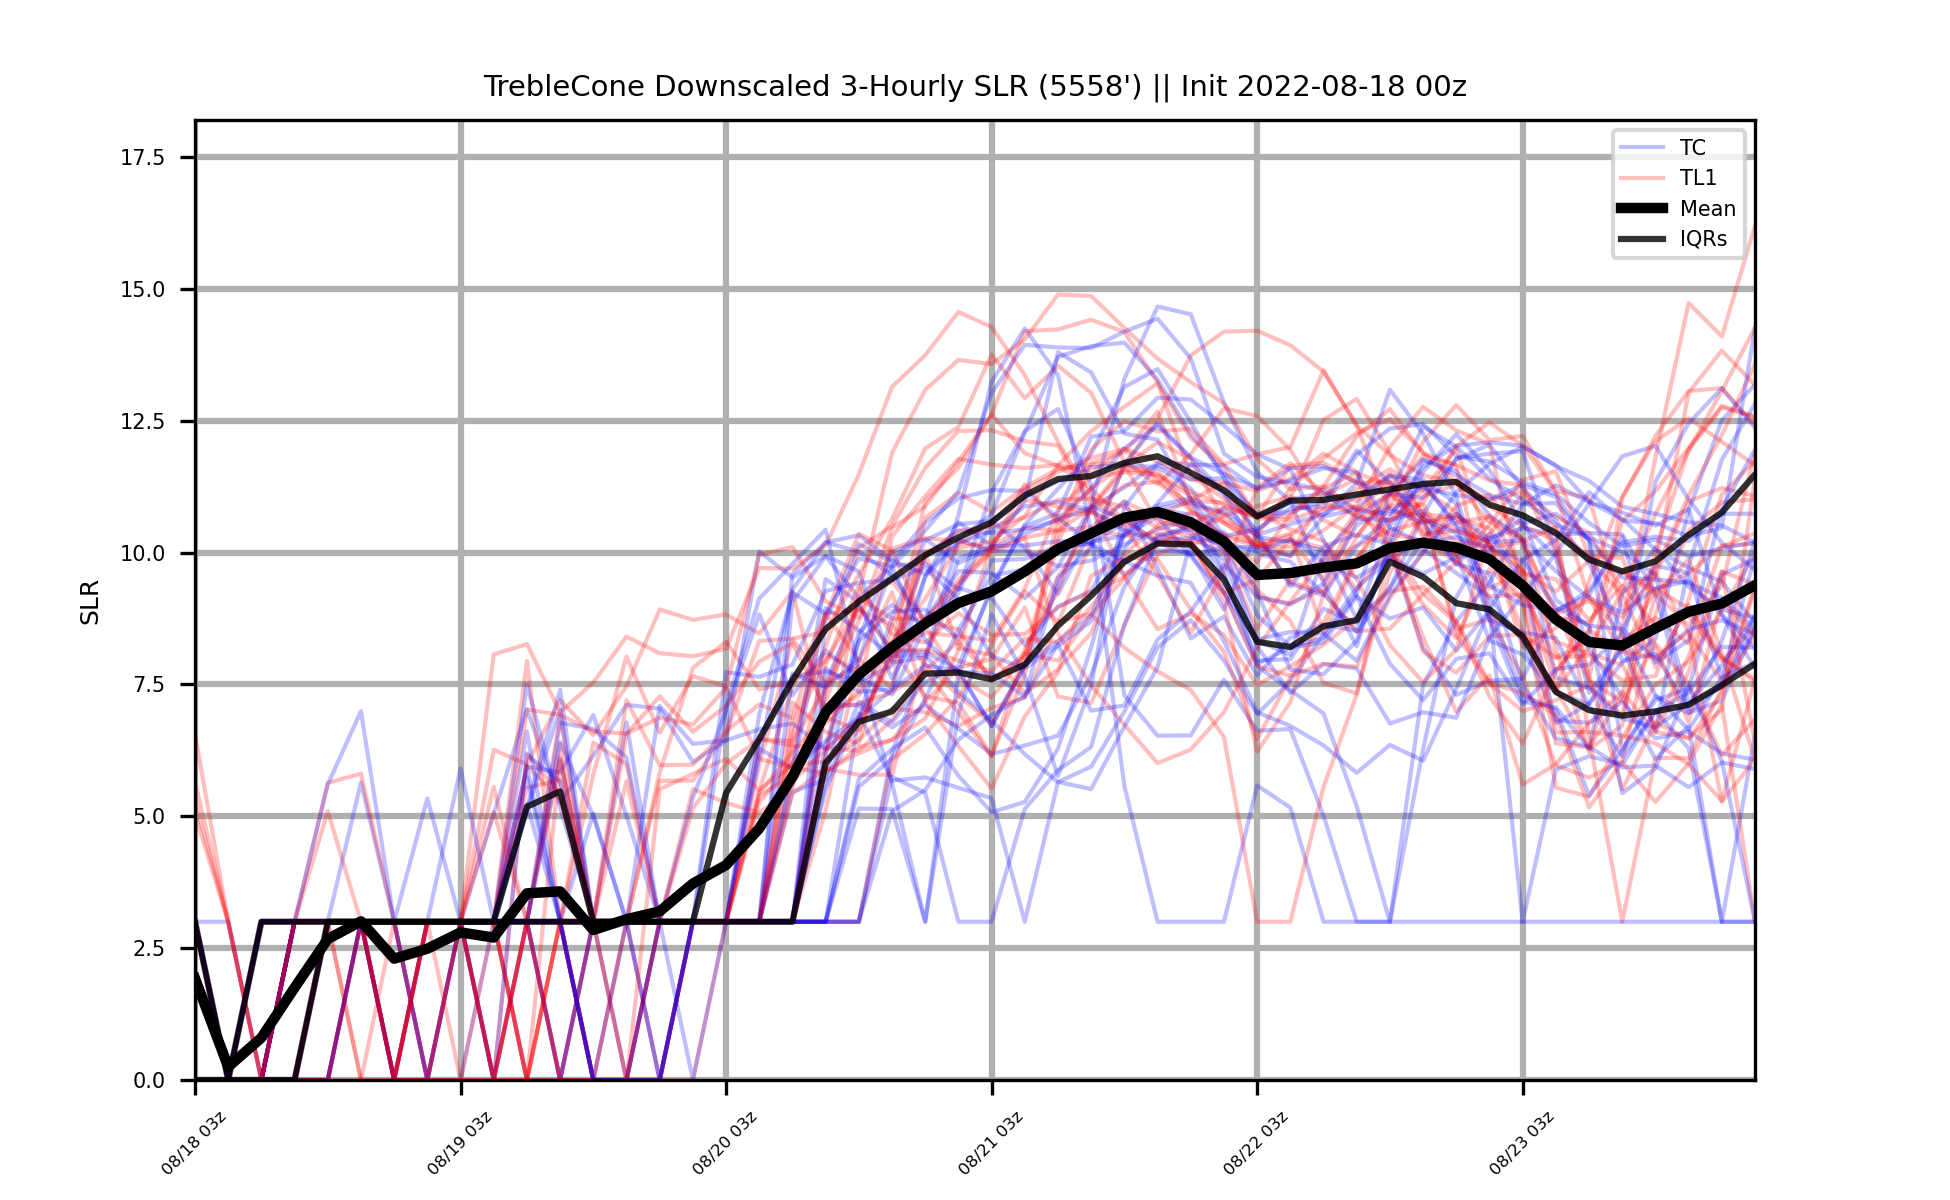 TrebleCone Downscaled 3-Hourly SLR (5558') || Init 2022-08-18 00z
TC
TL1
Mean
IQRs
SLR
17.5
15.0
12.5
10.0
7.5
5.0
2.5
0.0
08/18 03z
08/19 03z
08/20 03z
08/21 03z
08/22 03z
08/23 03z